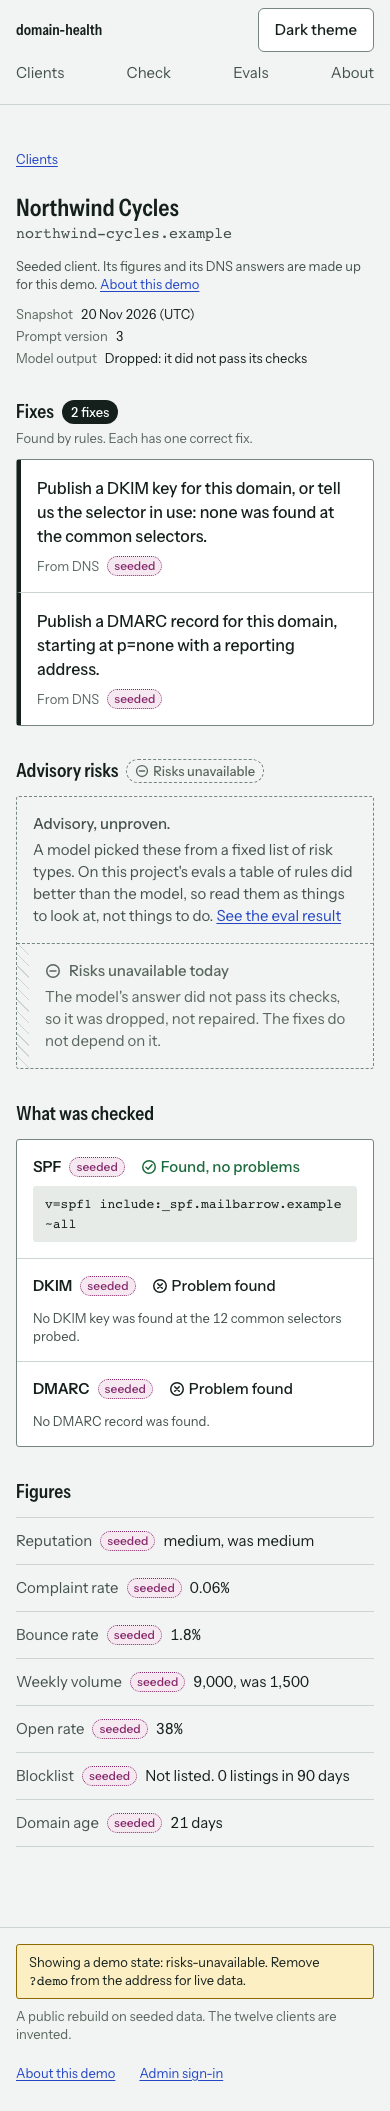 domain-health
Dark theme
Clients
Check
Evals
About
Clients
Northwind Cycles
northwind-cycles.example
Seeded client. Its figures and its DNS answers are made up
for this demo. About this demo
Snapshot 20 Nov 2026 (UTC)
Prompt version 3
Model output Dropped: it did not pass its checks
Fixes 2 fixes
Found by rules. Each has one correct fix.
Publish a DKIM key for this domain, or tell
us the selector in use: none was found at
the common selectors.
From DNS seeded
Publish a DMARC record for this domain,
starting at p=none with a reporting
address.
From DNS seeded
Advisory risks Risks unavailable
Advisory, unproven.
A model picked these from a fixed list of risk
types. On this project's evals a table of rules did
better than the model, so read them as things
to look at, not things to do. See the eval result
Risks unavailable today
The model's answer did not pass its checks,
so it was dropped, not repaired. The fixes do
not depend on it.
What was checked
SPF seeded Found, no problems
v=spf1 include:_spf.mailbarrow.example
~all
DKIM seeded Problem found
No DKIM key was found at the 12 common selectors
probed.
DMARC seeded Problem found
No DMARC record was found.
Figures
Reputation seeded medium, was medium
Complaint rate seeded 0.06%
Bounce rate seeded 1.8%
Weekly volume seeded 9,000, was 1,500
Open rate seeded 38%
Blocklist seeded Not listed. 0 listings in 90 days
Domain age seeded 21 days
Showing a demo state: risks-unavailable. Remove
?demo from the address for live data.
A public rebuild on seeded data. The twelve clients are
invented.
About this demo
Admin sign-in